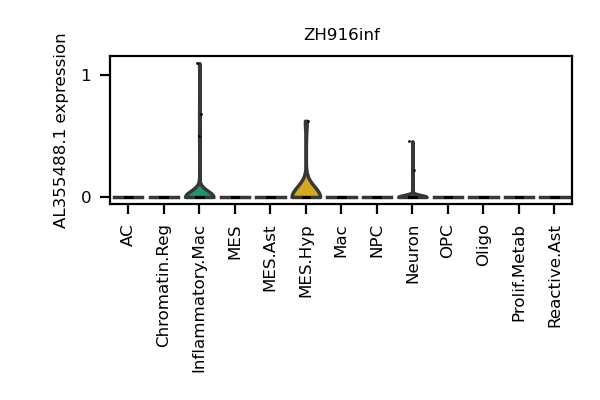 ZH916inf
AL355488.1 expression
1
0
AC
Chromatin.Reg
Inflammatory.Mac
MES
MES.Ast
MES.Hyp
Mac
NPC
Neuron
OPC
Oligo
Prolif.Metab
Reactive.Ast